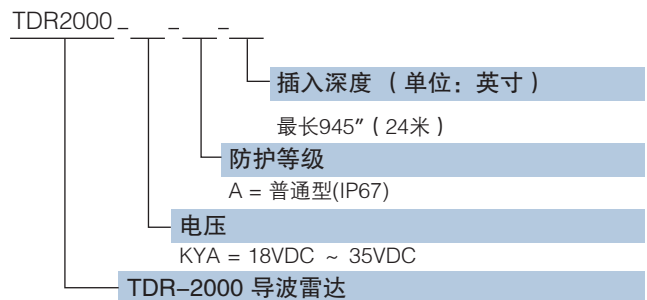 TDR2000 _ _ _
插入深度 （单位：英寸）
最长945″（24米）
防护等级
A = 普通型(IP67)
电压
KYA = 18VDC ～ 35VDC
TDR-2000 导波雷达